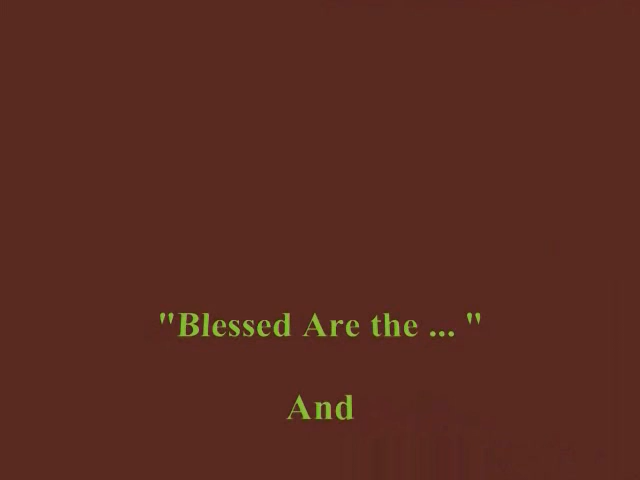 "Blessed Are the ... "
And